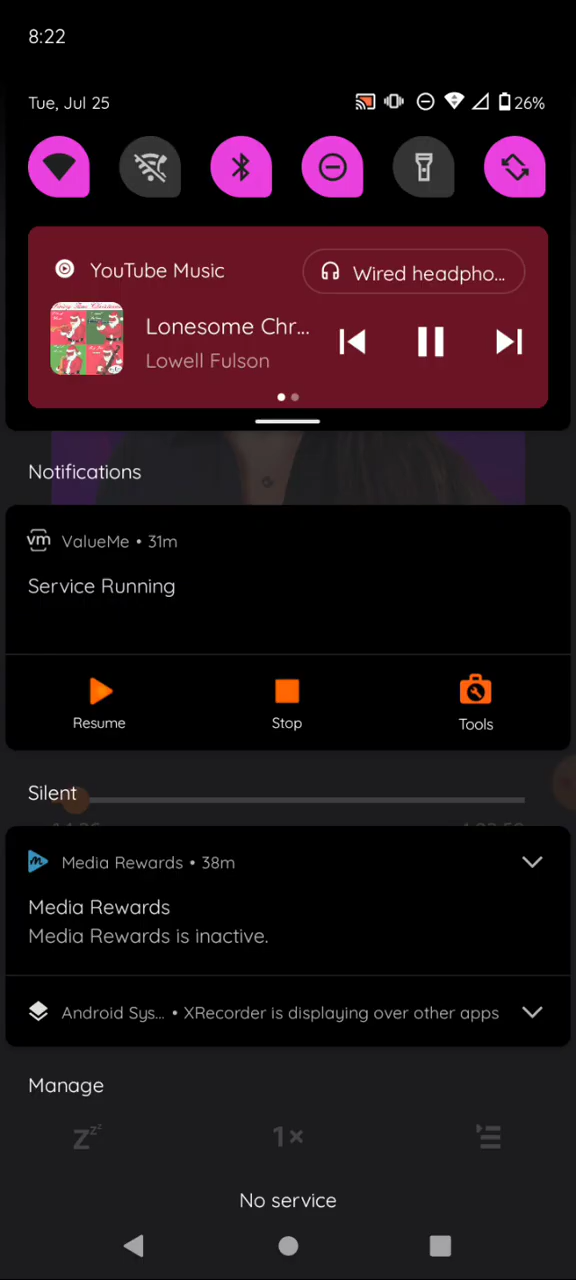 8:22
Tue, Jul 25
26%
YouTube Music
Wired headpho...
Lonesome Chr...
Lowell Fulson
Notifications
vm ValueMe • 31m
Service Running
Resume
Stop
Tools
Silent
Media Rewards • 38m
Media Rewards
Media Rewards is inactive.
Android Sys... • XRecorder is displaying over other apps
Manage
Zzz
1×
No service